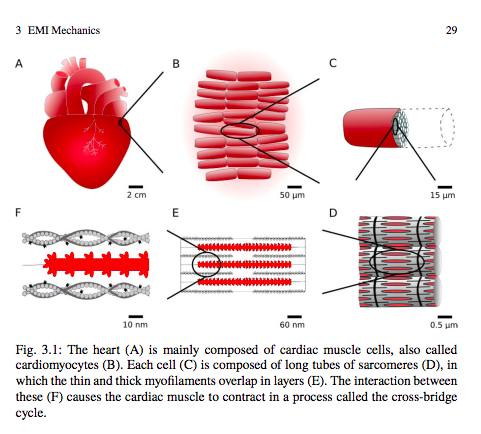 3 EMI Mechanics 29
A B C
2 cm 50 μm 15 μm
F E D
10 nm 60 nm 0.5 μm
Fig. 3.1: The heart (A) is mainly composed of cardiac muscle cells, also called
cardiomyocytes (B). Each cell (C) is composed of long tubes of sarcomeres (D), in
which the thin and thick myofilaments overlap in layers (E). The interaction between
these (F) causes the cardiac muscle to contract in a process called the cross-bridge
cycle.